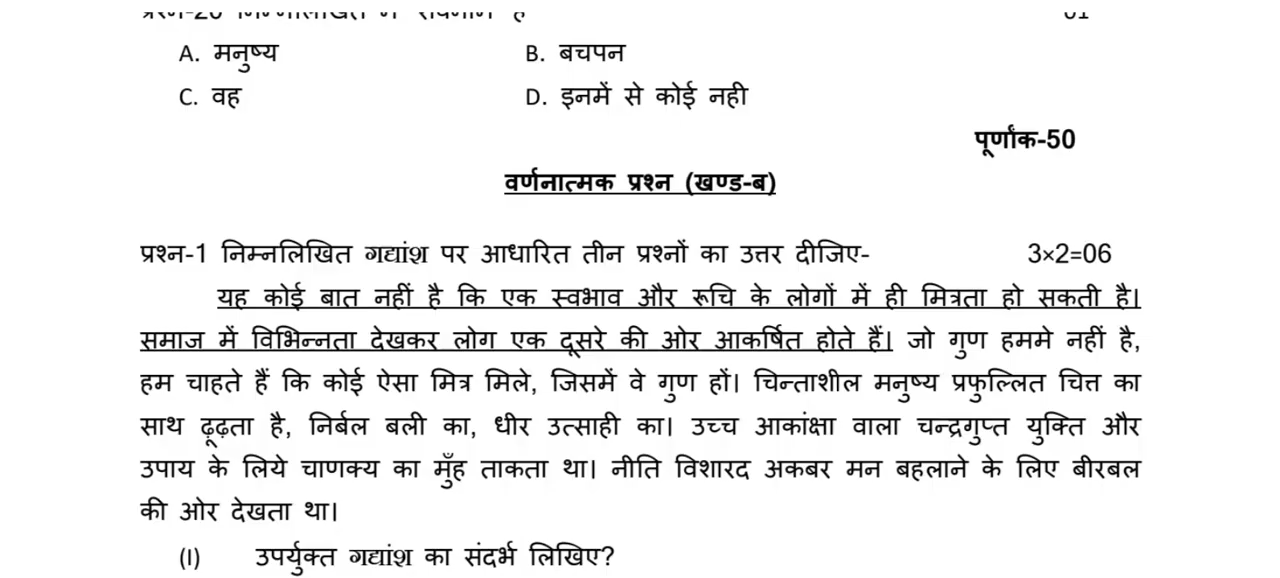 A. मनुष्य B. बचपन
C. वह D. इनमें से कोई नही
पूर्णांक-50
वर्णनात्मक प्रश्न (खण्ड-ब)
प्रश्न-1 निम्नलिखित गद्यांश पर आधारित तीन प्रश्नों का उत्तर दीजिए- 3×2=06
यह कोई बात नहीं है कि एक स्वभाव और रूचि के लोगों में ही मित्रता हो सकती है।
समाज में विभिन्नता देखकर लोग एक दूसरे की ओर आकर्षित होते हैं। जो गुण हममे नहीं है,
हम चाहते हैं कि कोई ऐसा मित्र मिले, जिसमें वे गुण हों। चिन्ताशील मनुष्य प्रफुल्लित चित्त का
साथ ढूढ़ता है, निर्बल बली का, धीर उत्साही का। उच्च आकांक्षा वाला चन्द्रगुप्त युक्ति और
उपाय के लिये चाणक्य का मुँह ताकता था। नीति विशारद अकबर मन बहलाने के लिए बीरबल
की ओर देखता था।
(I) उपर्युक्त गद्यांश का संदर्भ लिखिए?